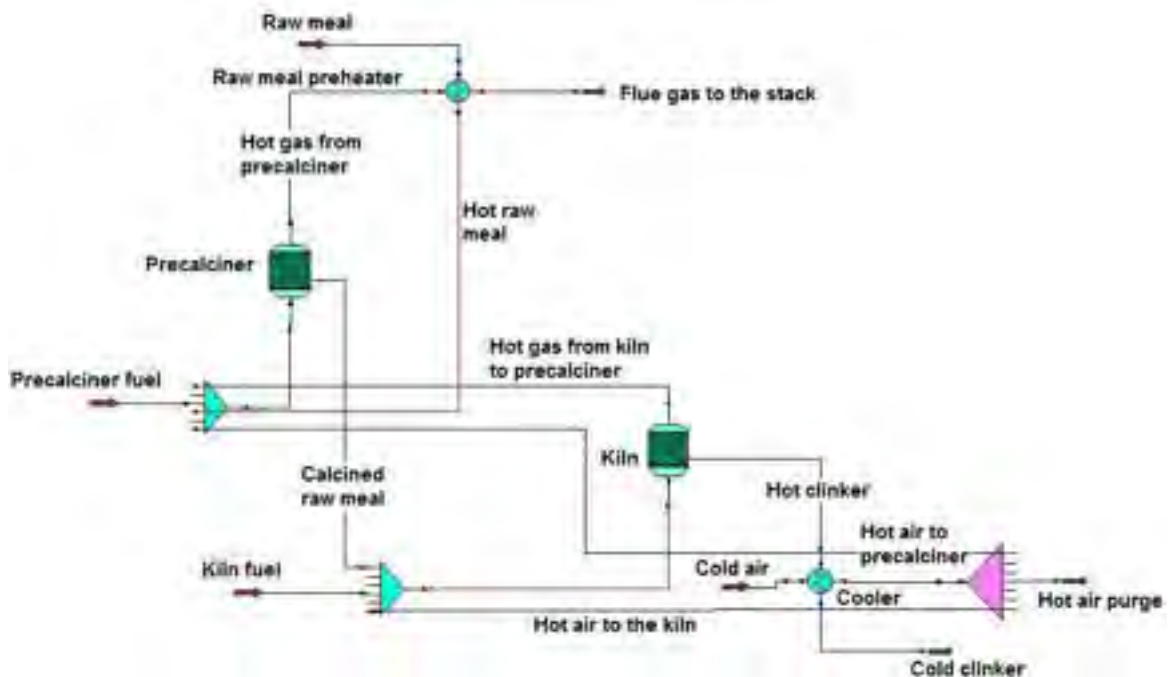 Raw meal
Raw meal preheater
Flue gas to the stack
Hot gas from
precalciner
Hot raw
meal
Precalciner
Hot gas from kiln
to precalciner
Precalciner fuel
Kiln
Calcined
raw meal
Hot clinker
Hot air to
precalciner
Kiln fuel
Cold air
Cooler
Hot air purge
Hot air to the kiln
Cold clinker